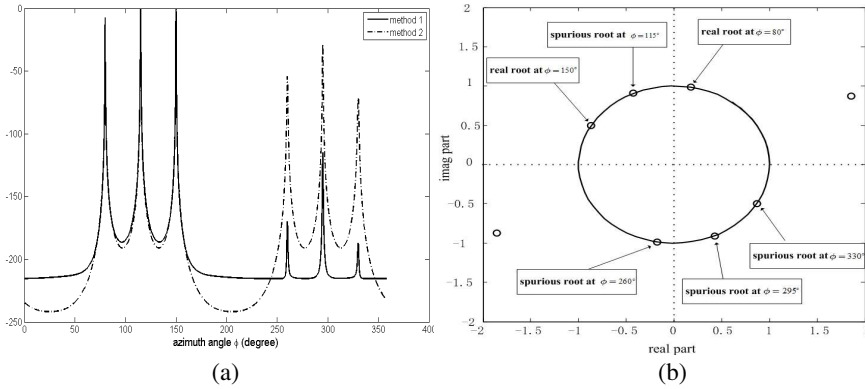 0
-50
-100
-150
-200
-250
0 50 100 150 200 250 300 350 400
azimuth angle ϕ (degree)
method 1
method 2
(a)
2
1.5
1
0.5
0
-0.5
-1
-1.5
-2
-2 -1.5 -1 -0.5 0 0.5 1 1.5 2
imag part
real part
spurious root at ϕ=115°
real root at ϕ=80°
real root at ϕ=150°
spurious root at ϕ=330°
spurious root at ϕ=260°
spurious root at ϕ=295°
(b)